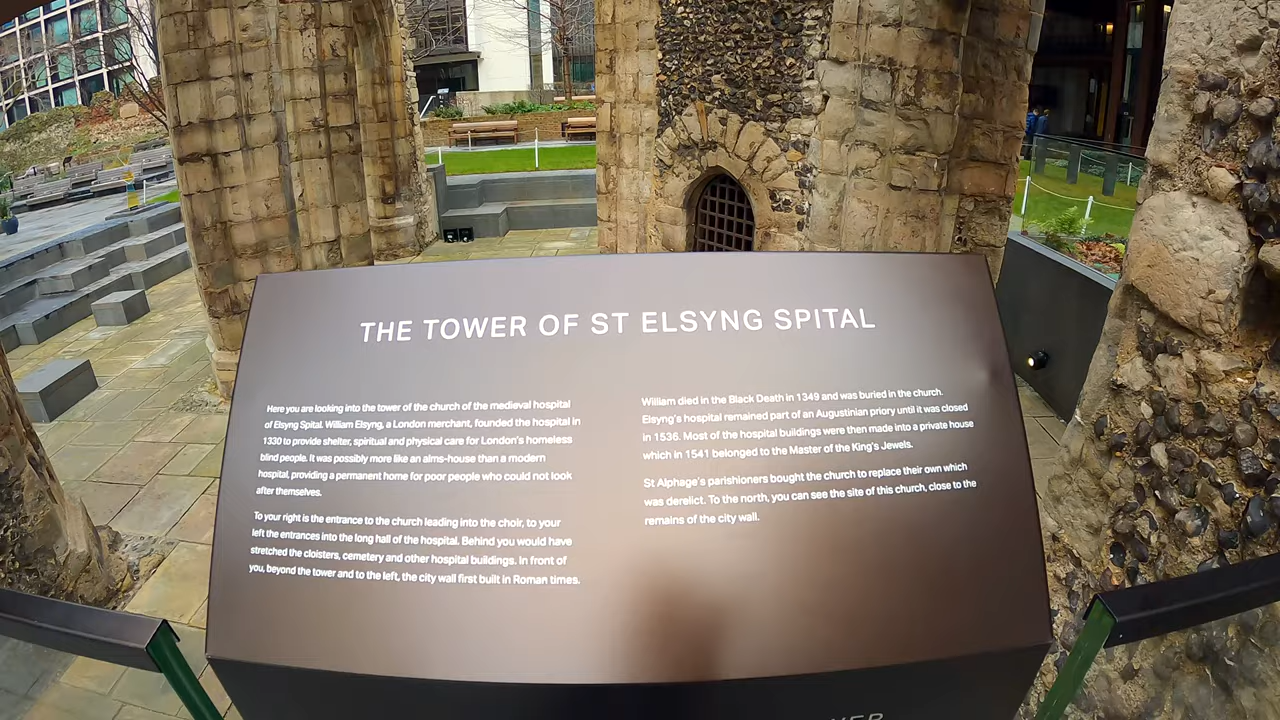 THE TOWER OF ST ELSYNG SPITAL
Here you are looking into the tower of the church of the medieval hospital
of Elsyng Spital. William Elsyng, a London merchant, founded the hospital in
1330 to provide shelter, spiritual and physical care for London's homeless
blind people. It was possibly more like an alms-house than a modern
hospital, providing a permanent home for poor people who could not look
after themselves.
To your right is the entrance to the church leading into the choir, to your
left the entrances into the long hall of the hospital. Behind you would have
stretched the cloisters, cemetery and other hospital buildings. In front of
you, beyond the tower and to the left, the city wall first built in Roman times.
William died in the Black Death in 1349 and was buried in the church.
Elsyng's hospital remained part of an Augustinian priory until it was closed
in 1536. Most of the hospital buildings were then made into a private house
which in 1541 belonged to the Master of the King's Jewels.
St Alphage's parishioners bought the church to replace their own which
was derelict. To the north, you can see the site of this church, close to the
remains of the city wall.